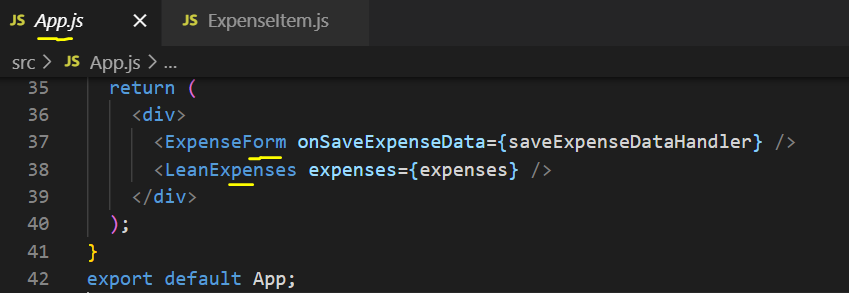 JS App.js × JS ExpenseItem.js
src > JS App.js > ...
35 return (
36 <div>
37 <ExpenseForm onSaveExpenseData={saveExpenseDataHandler} />
38 <LeanExpenses expenses={expenses} />
39 </div>
40 );
41 }
42 export default App;